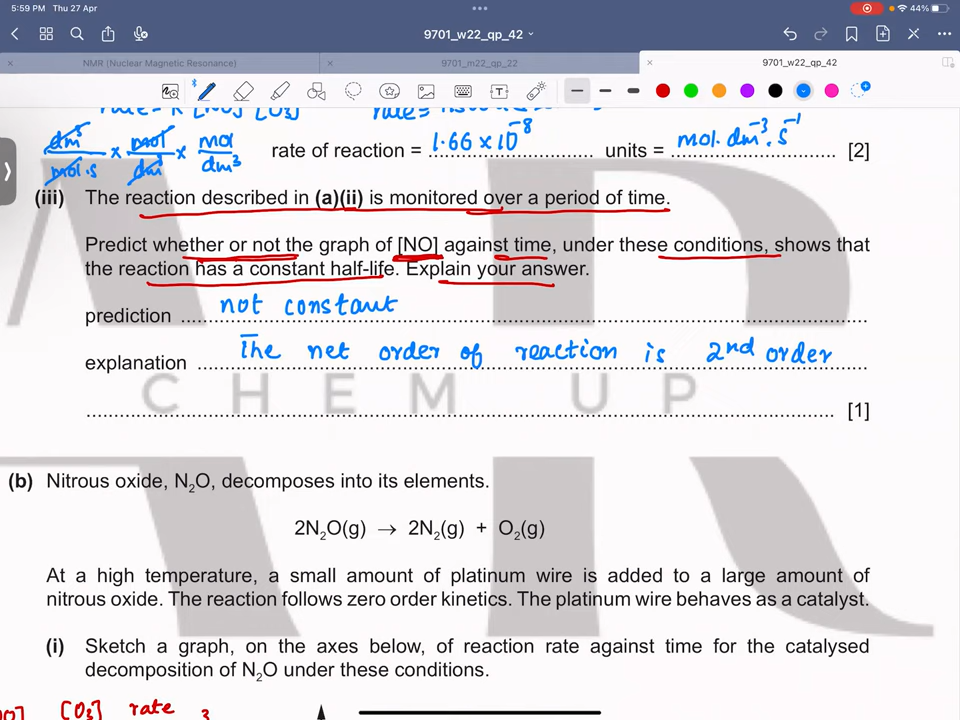 5:59 PM Thu 27 Apr
44%
9701_w22_qp_42
NMR (Nuclear Magnetic Resonance)
9701_m22_qp_22
9701_w22_qp_42
rate = k [NO] [O3]
dm3 / mol.s × mol / dm3 × mol / dm3
rate of reaction = 1.66 × 10⁻⁸ units = mol.dm⁻³.s⁻¹ [2]
(iii) The reaction described in (a)(ii) is monitored over a period of time.
Predict whether or not the graph of [NO] against time, under these conditions, shows that
the reaction has a constant half-life. Explain your answer.
prediction not constant
explanation The net order of reaction is 2nd order
[1]
CHEM UP
(b) Nitrous oxide, N₂O, decomposes into its elements.
2N₂O(g) → 2N₂(g) + O₂(g)
At a high temperature, a small amount of platinum wire is added to a large amount of
nitrous oxide. The reaction follows zero order kinetics. The platinum wire behaves as a catalyst.
(i) Sketch a graph, on the axes below, of reaction rate against time for the catalysed
decomposition of N₂O under these conditions.
[O3] rate